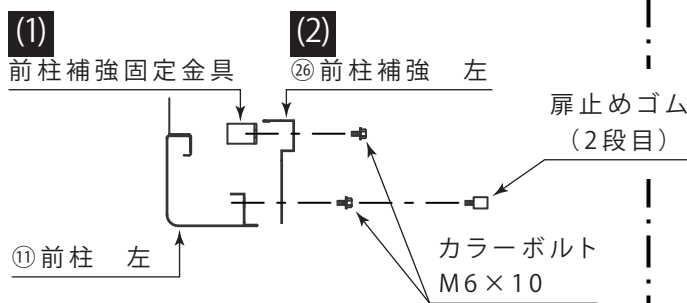 (1)
前柱補強固定金具
(2)
㉖前柱補強　左
扉止めゴム
（2段目）
⑪前柱　左
カラーボルト
M6×10